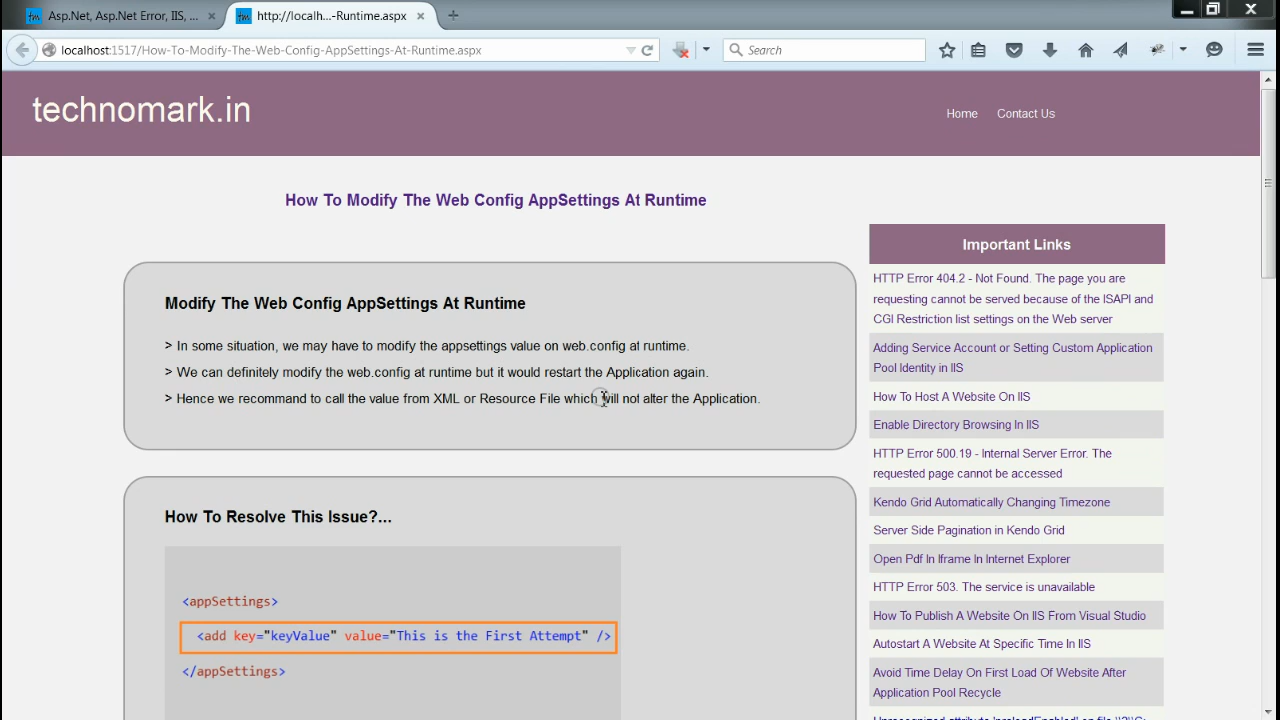 Asp.Net, Asp.Net Error, IIS, ...
http://localh...-Runtime.aspx
localhost:1517/How-To-Modify-The-Web-Config-AppSettings-At-Runtime.aspx
Search
technomark.in
Home
Contact Us
How To Modify The Web Config AppSettings At Runtime
Modify The Web Config AppSettings At Runtime
> In some situation, we may have to modify the appsettings value on web.config at runtime.
> We can definitely modify the web.config at runtime but it would restart the Application again.
> Hence we recommand to call the value from XML or Resource File which will not alter the Application.
How To Resolve This Issue?...
<appSettings>
<add key="keyValue" value="This is the First Attempt" />
</appSettings>
Important Links
HTTP Error 404.2 - Not Found. The page you are
requesting cannot be served because of the ISAPI and
CGI Restriction list settings on the Web server
Adding Service Account or Setting Custom Application
Pool Identity in IIS
How To Host A Website On IIS
Enable Directory Browsing In IIS
HTTP Error 500.19 - Internal Server Error. The
requested page cannot be accessed
Kendo Grid Automatically Changing Timezone
Server Side Pagination in Kendo Grid
Open Pdf In Iframe In Internet Explorer
HTTP Error 503. The service is unavailable
How To Publish A Website On IIS From Visual Studio
Autostart A Website At Specific Time In IIS
Avoid Time Delay On First Load Of Website After
Application Pool Recycle